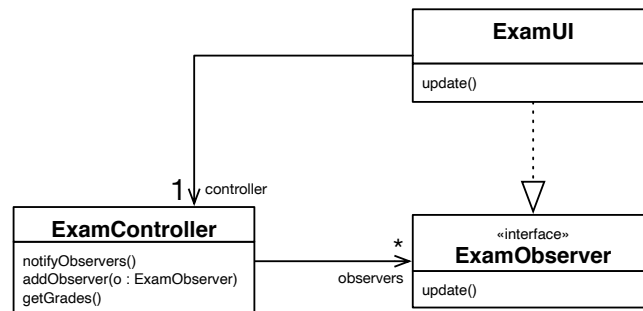 ExamUI
update()
1
controller
ExamController
notifyObservers()
addObserver(o : ExamObserver)
getGrades()
*
observers
«interface»
ExamObserver
update()